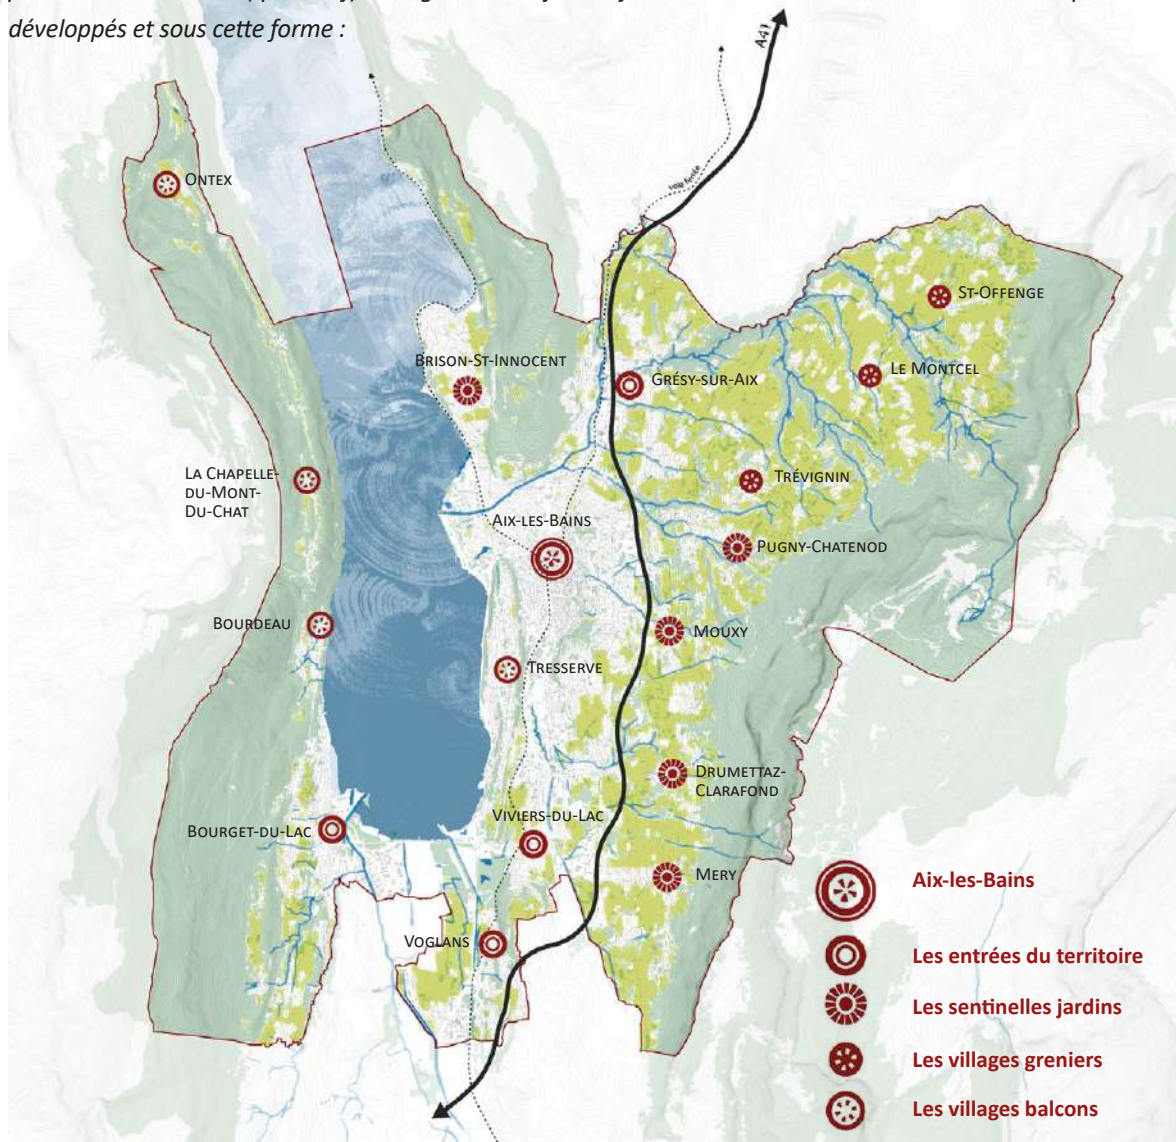 développés et sous cette forme :
A41
voie ferrée
ONTEX
ST-OFFENGE
BRISON-ST-INNOCENT
GRÉSY-SUR-AIX
LE MONTCEL
LA CHAPELLE-
DU-MONT-
DU-CHAT
TRÉVIGNIN
AIX-LES-BAINS
PUGNY-CHATENOD
BOURDEAU
MOUXY
TRESSERVE
DRUMETTAZ-
CLARAFOND
BOURGET-DU-LAC
VIVIERS-DU-LAC
MERY
VOGLANS
Aix-les-Bains
Les entrées du territoire
Les sentinelles jardins
Les villages greniers
Les villages balcons